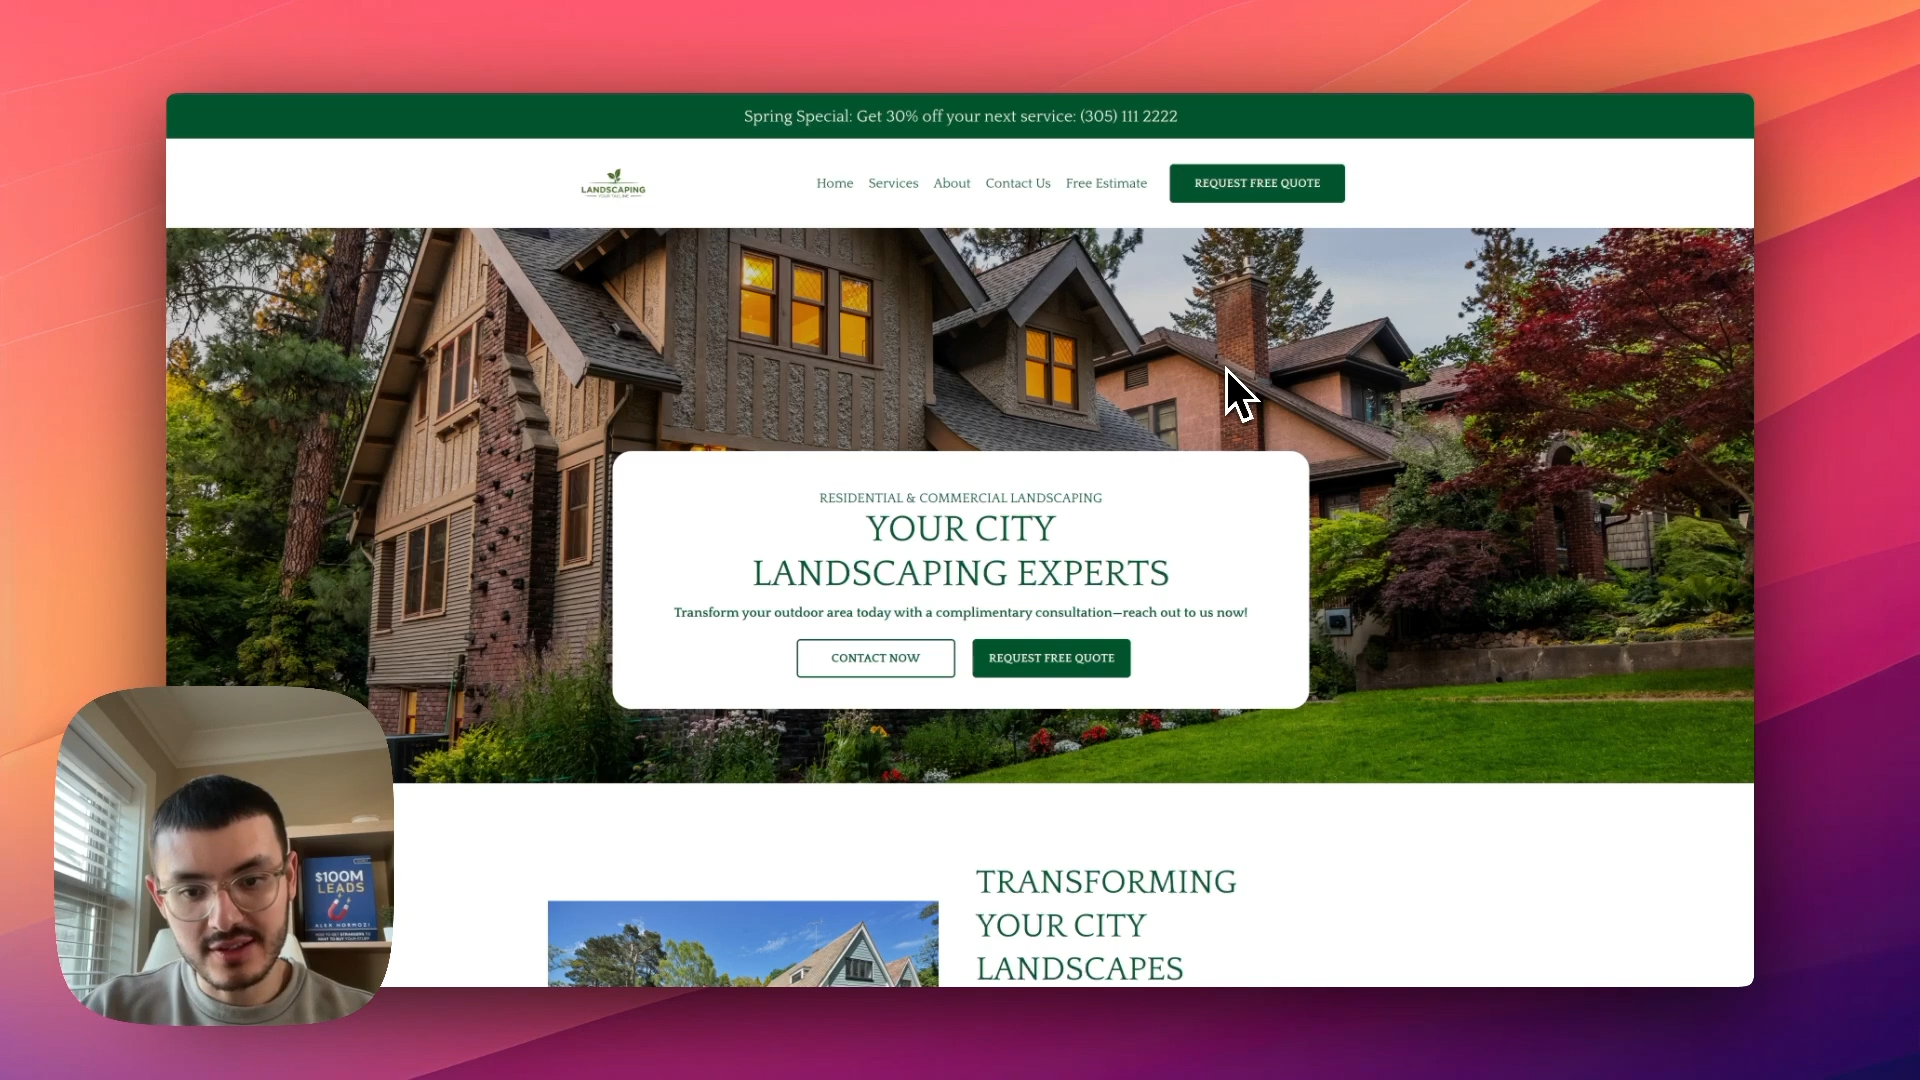 Spring Special: Get 30% off your next service: (305) 111 2222
LANDSCAPING
Home Services About Contact Us Free Estimate REQUEST FREE QUOTE
RESIDENTIAL & COMMERCIAL LANDSCAPING
YOUR CITY
LANDSCAPING EXPERTS
Transform your outdoor area today with a complimentary consultation—reach out to us now!
CONTACT NOW REQUEST FREE QUOTE
TRANSFORMING
YOUR CITY
LANDSCAPES
$100M
LEADS
ALEX HORMOZI